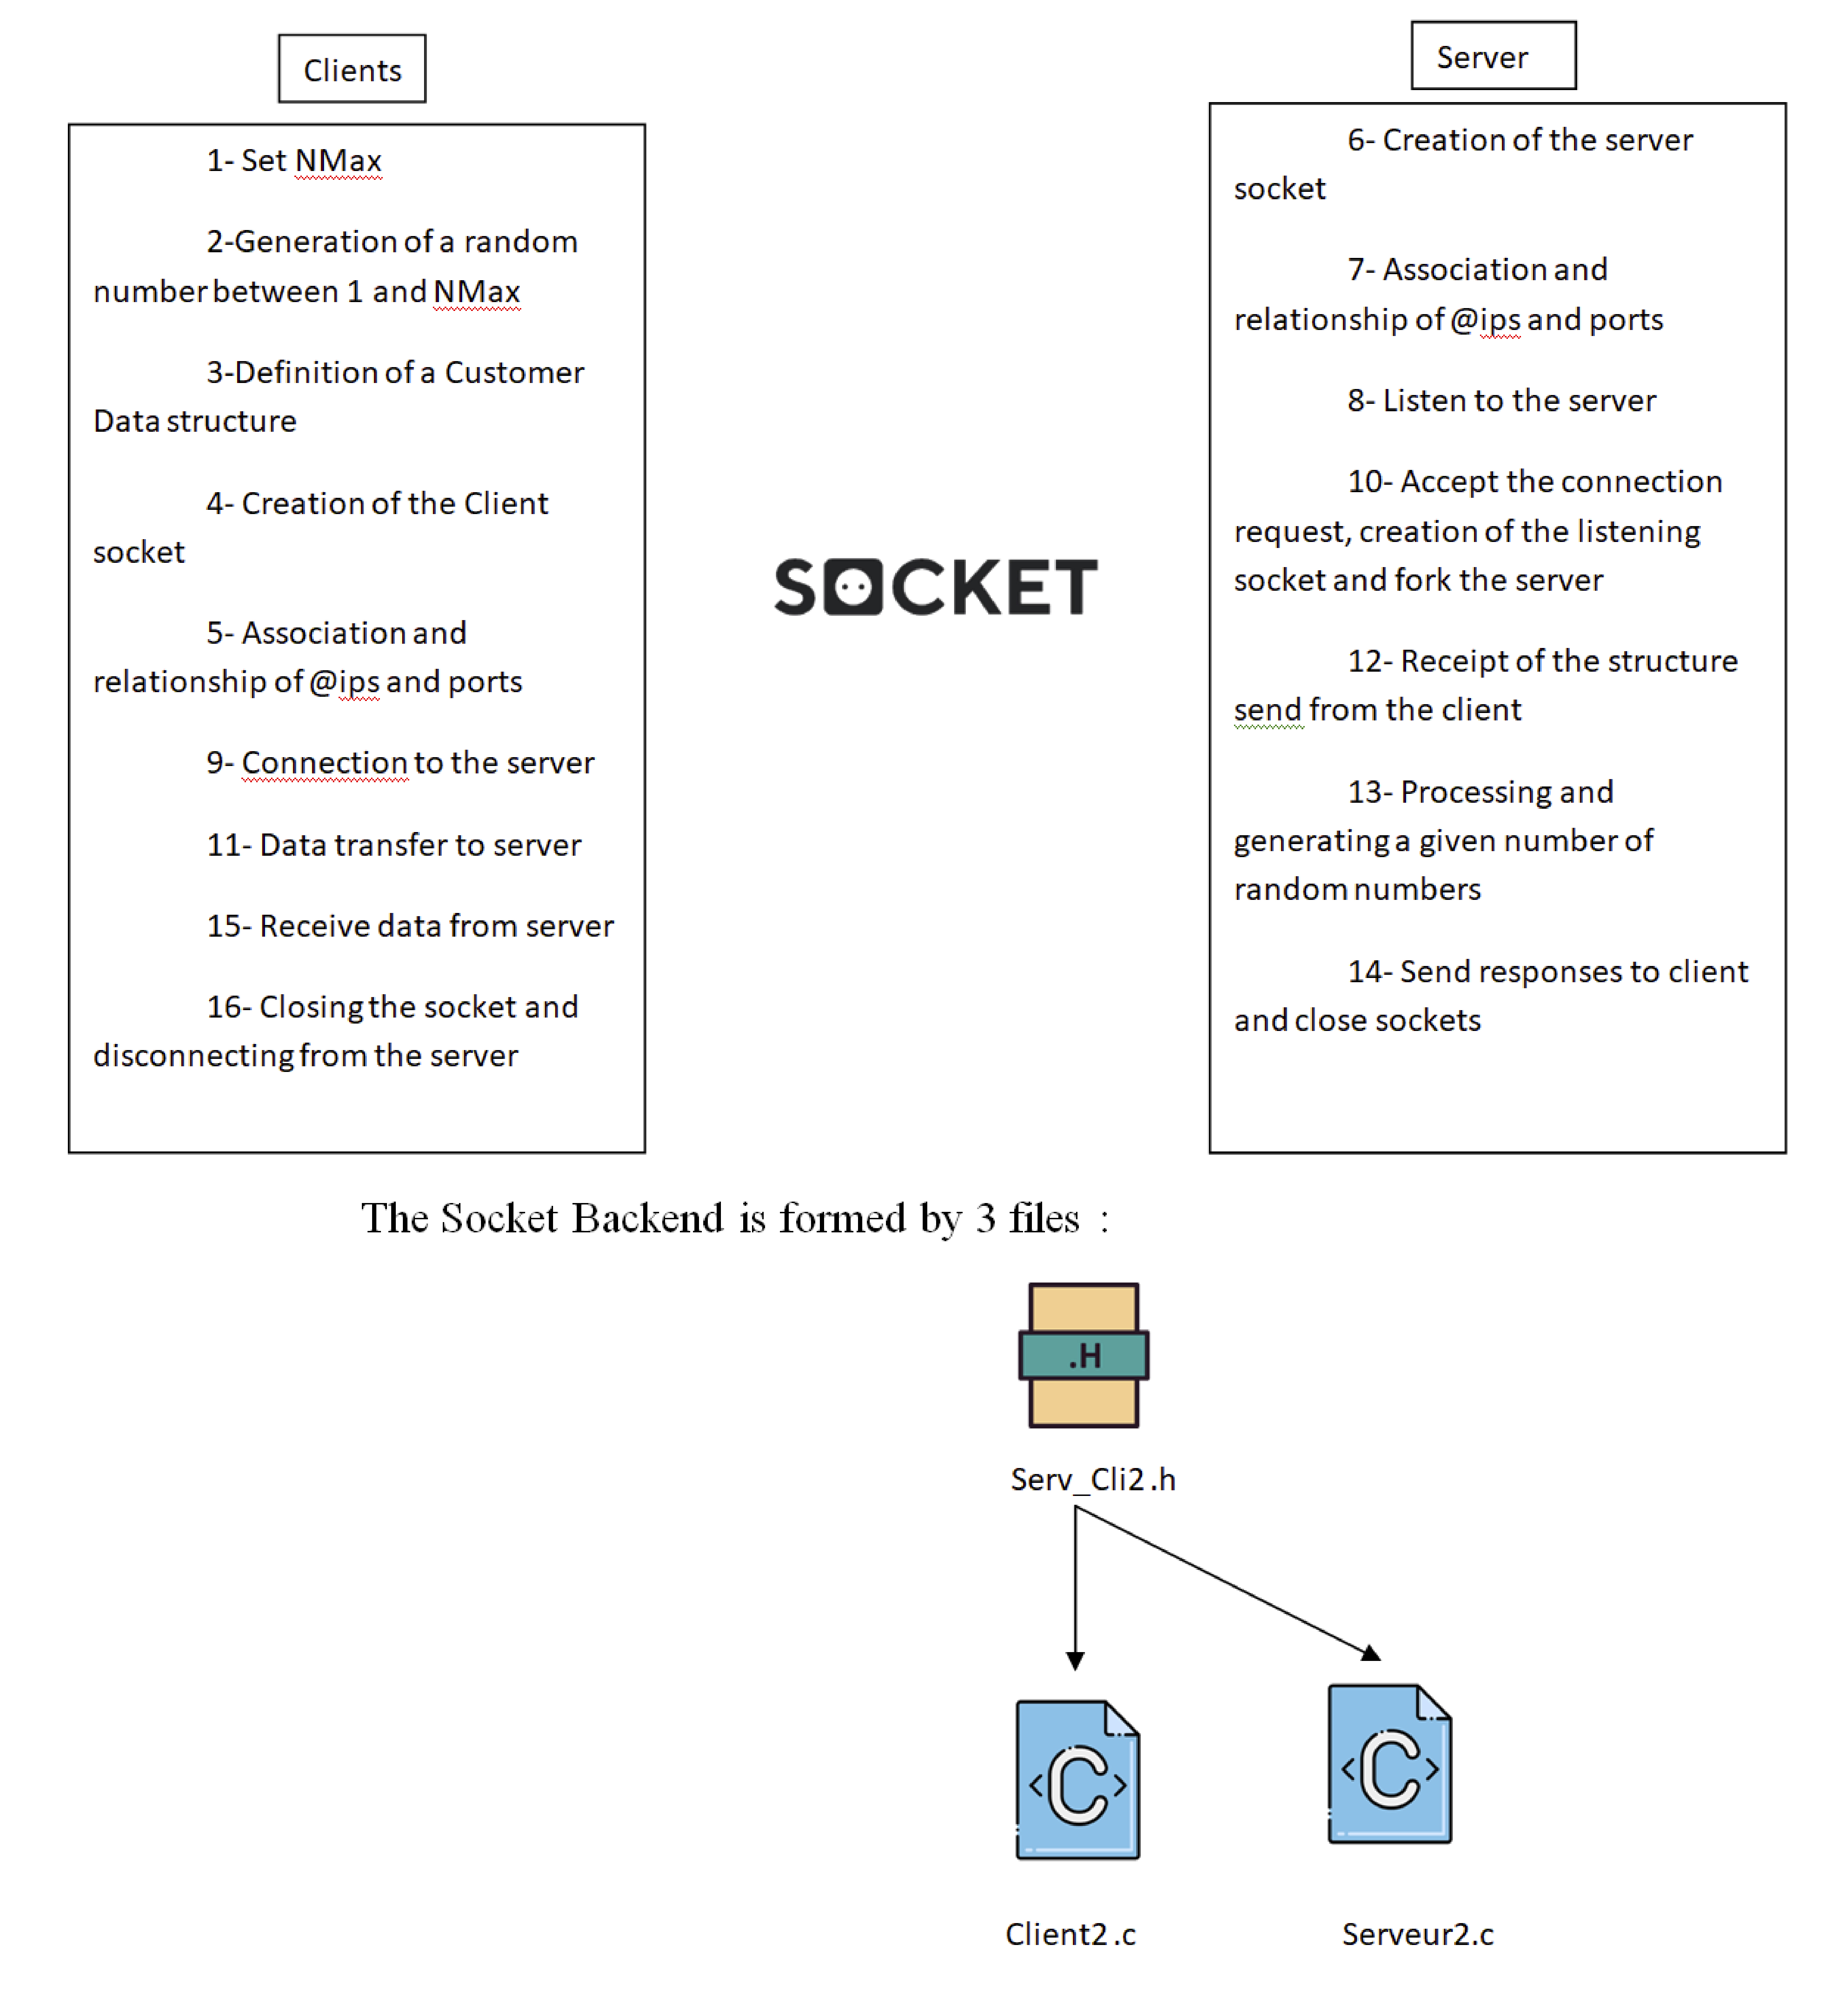 Clients
1- Set NMax
2-Generation of a random
number between 1 and NMax
3-Definition of a Customer
Data structure
4- Creation of the Client
socket
5- Association and
relationship of @ips and ports
9- Connection to the server
11- Data transfer to server
15- Receive data from server
16- Closing the socket and
disconnecting from the server
SOCKET
Server
6- Creation of the server
socket
7- Association and
relationship of @ips and ports
8- Listen to the server
10- Accept the connection
request, creation of the listening
socket and fork the server
12- Receipt of the structure
send from the client
13- Processing and
generating a given number of
random numbers
14- Send responses to client
and close sockets
The Socket Backend is formed by 3 files :
.H
Serv_Cli2.h
<C>
<C>
Client2.c
Serveur2.c